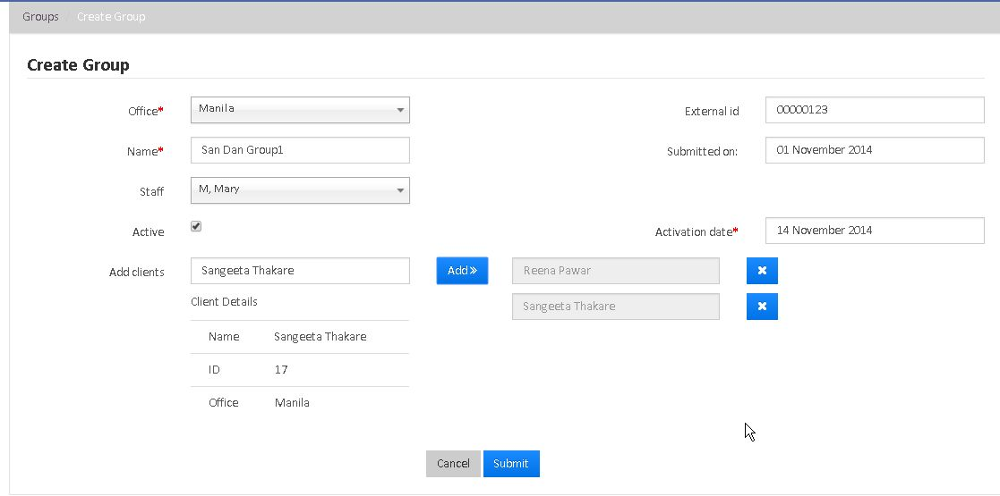 Groups / Create Group
Create Group
Office* Manila External id 00000123
Name* San Dan Group1 Submitted on: 01 November 2014
Staff M, Mary
Active Activation date* 14 November 2014
Add clients Sangeeta Thakare Add » Reena Pawar
Client Details Sangeeta Thakare
Name Sangeeta Thakare
ID 17
Office Manila
Cancel Submit